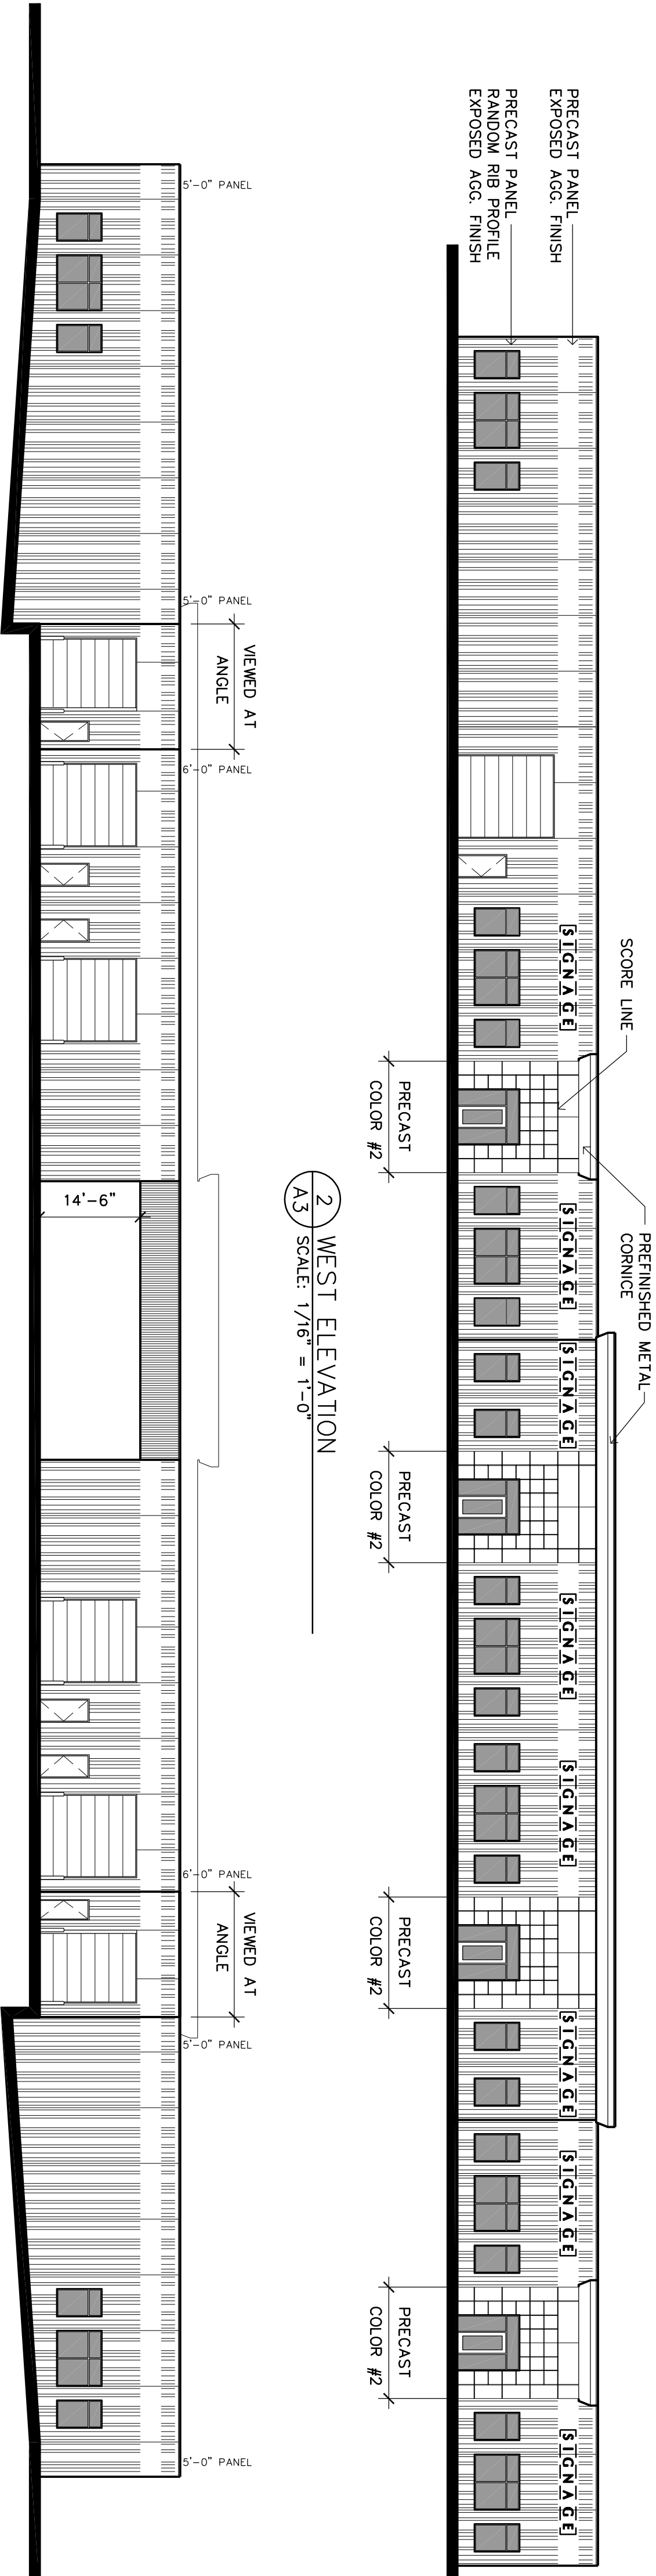 PREFINISHED METAL
CORNICE
SCORE LINE
PRECAST PANEL
EXPOSED AGG. FINISH
PRECAST PANEL
RANDOM RIB PROFILE
EXPOSED AGG. FINISH
SIGNAGE
SIGNAGE
SIGNAGE
SIGNAGE
SIGNAGE
SIGNAGE
SIGNAGE
SIGNAGE
PRECAST
COLOR #2
PRECAST
COLOR #2
PRECAST
COLOR #2
PRECAST
COLOR #2
2
A3
WEST ELEVATION
SCALE: 1/16" = 1'-0"
VIEWED AT
ANGLE
VIEWED AT
ANGLE
5'-0" PANEL
5'-0" PANEL
6'-0" PANEL
6'-0" PANEL
5'-0" PANEL
5'-0" PANEL
14'-6"